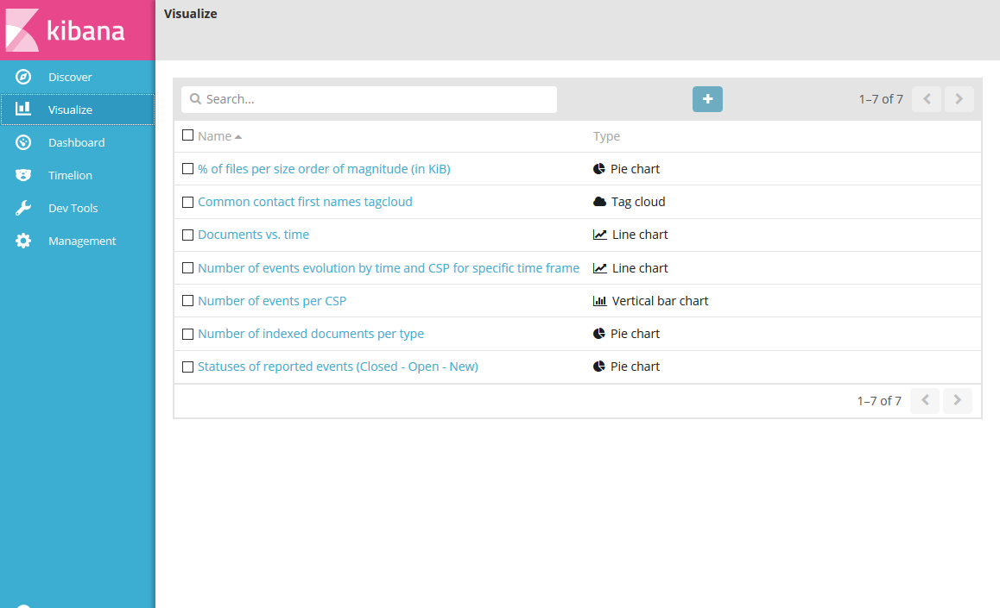 kibana
Visualize
Discover
Visualize
Dashboard
Timelion
Dev Tools
Management
Search...
1–7 of 7
Name Type
% of files per size order of magnitude (in KiB) Pie chart
Common contact first names tagcloud Tag cloud
Documents vs. time Line chart
Number of events evolution by time and CSP for specific time frame Line chart
Number of events per CSP Vertical bar chart
Number of indexed documents per type Pie chart
Statuses of reported events (Closed - Open - New) Pie chart
1–7 of 7